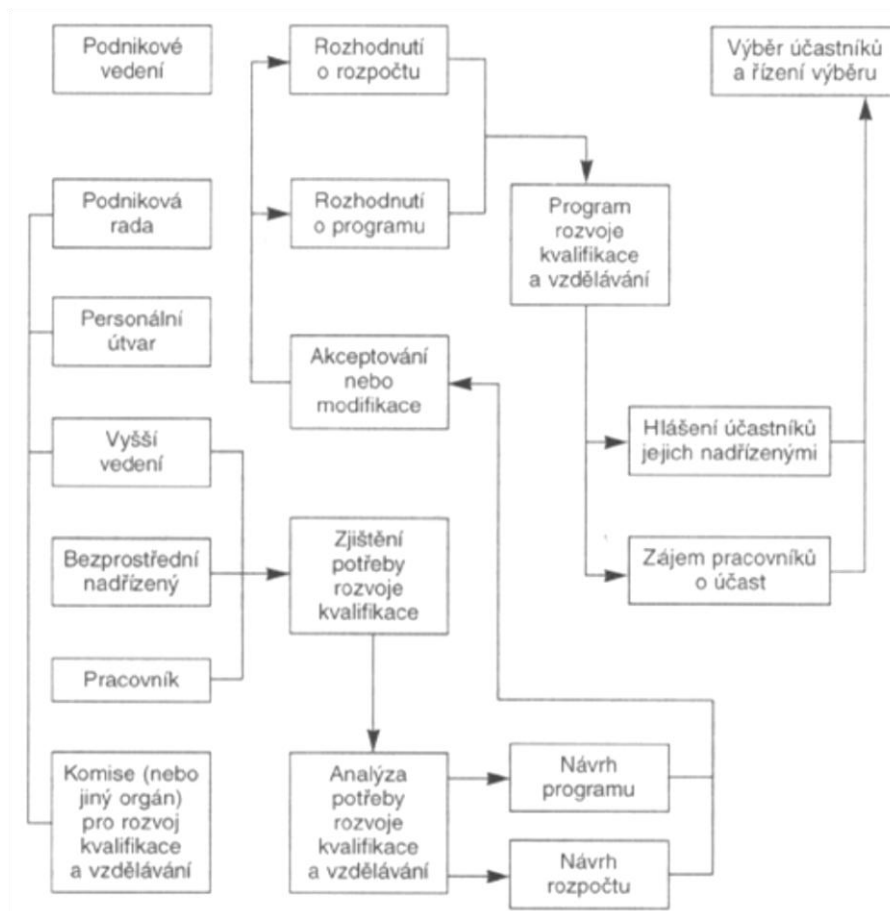 Podnikové
vedení
Rozhodnutí
o rozpočtu
Výběr účastníků
a řízení výběru
Podniková
rada
Rozhodnutí
o programu
Program
rozvoje
kvalifikace
a vzdělávání
Personální
útvar
Akceptování
nebo
modifikace
Vyšší
vedení
Hlášení účastníků
jejich nadřízenými
Bezprostřední
nadřízený
Zjištění
potřeby
rozvoje
kvalifikace
Zájem pracovníků
o účast
Pracovník
Komise (nebo
jiný orgán)
pro rozvoj
kvalifikace
a vzdělávání
Analýza
potřeby
rozvoje
kvalifikace
a vzdělávání
Návrh
programu
Návrh
rozpočtu